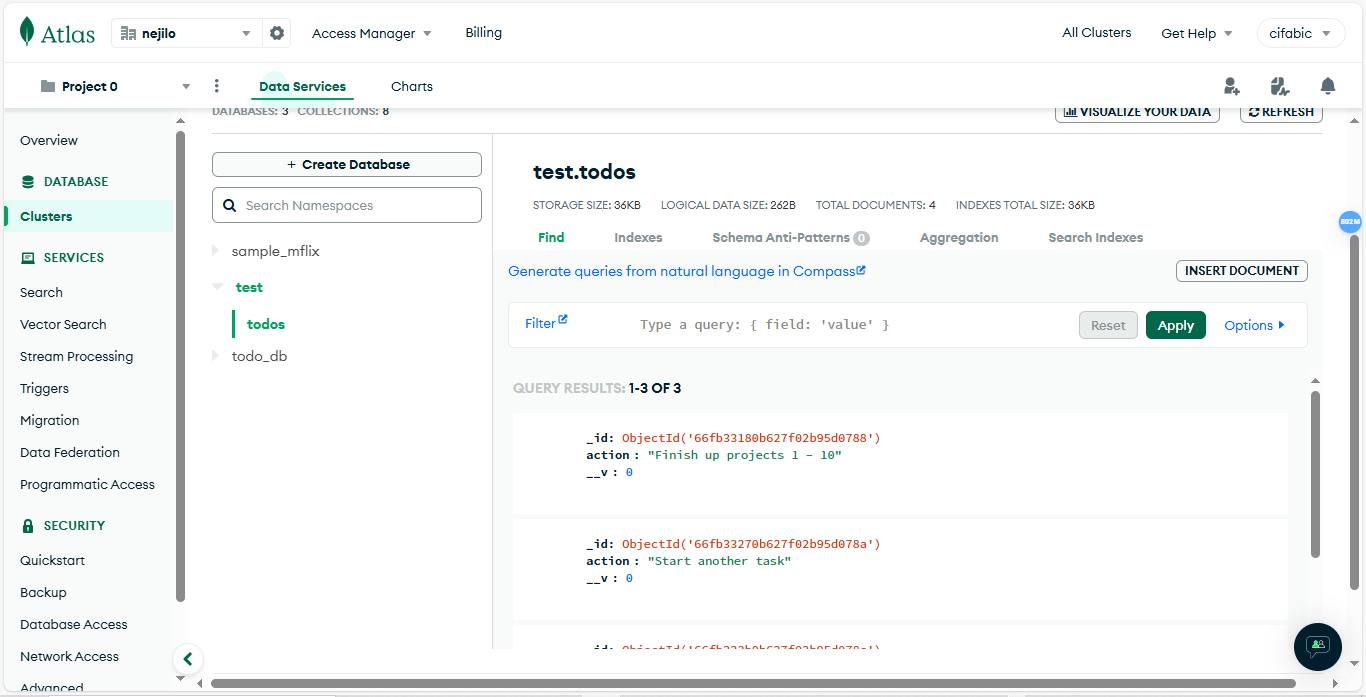 Atlas
nejilo
Access Manager
Billing
All Clusters
Get Help
cifabic
Project 0
Data Services
Charts
Overview
DATABASE
Clusters
SERVICES
Search
Vector Search
Stream Processing
Triggers
Migration
Data Federation
Programmatic Access
SECURITY
Quickstart
Backup
Database Access
Network Access
Advanced
DATABASES: 3 COLLECTIONS: 8
VISUALIZE YOUR DATA
REFRESH
+ Create Database
Search Namespaces
sample_mflix
test
todos
todo_db
test.todos
STORAGE SIZE: 36KB LOGICAL DATA SIZE: 262B TOTAL DOCUMENTS: 4 INDEXES TOTAL SIZE: 36KB
Find Indexes Schema Anti-Patterns 0 Aggregation Search Indexes
Generate queries from natural language in Compass
INSERT DOCUMENT
Filter
Type a query: { field: 'value' }
Reset
Apply
Options
QUERY RESULTS: 1-3 OF 3
_id: ObjectId('66fb33180b627f02b95d0788')
action : "Finish up projects 1 - 10"
__v : 0
_id: ObjectId('66fb33270b627f02b95d078a')
action : "Start another task"
__v : 0
802M